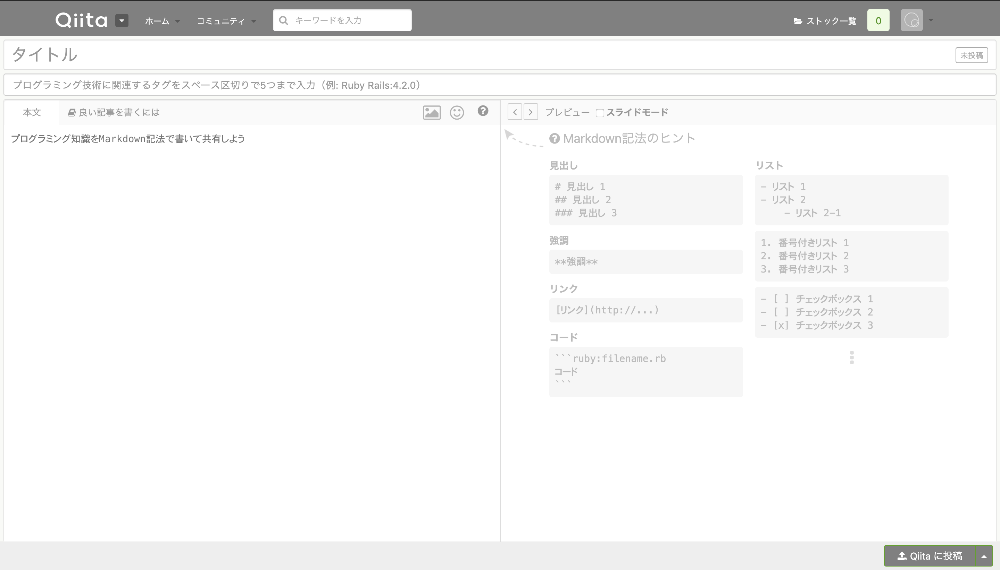 Qiita
ホーム
コミュニティ
キーワードを入力
ストック一覧
0
タイトル
未投稿
プログラミング技術に関連するタグをスペース区切りで5つまで入力（例: Ruby Rails:4.2.0）
本文
良い記事を書くには
プレビュー
スライドモード
プログラミング知識をMarkdown記法で書いて共有しよう
Markdown記法のヒント
見出し
# 見出し 1
## 見出し 2
### 見出し 3
強調
**強調**
リンク
[リンク](http://...)
コード
```ruby:filename.rb
コード
```
リスト
- リスト 1
- リスト 2
    - リスト 2-1
1. 番号付きリスト 1
2. 番号付きリスト 2
3. 番号付きリスト 3
- [ ] チェックボックス 1
- [ ] チェックボックス 2
- [x] チェックボックス 3
Qiita に投稿